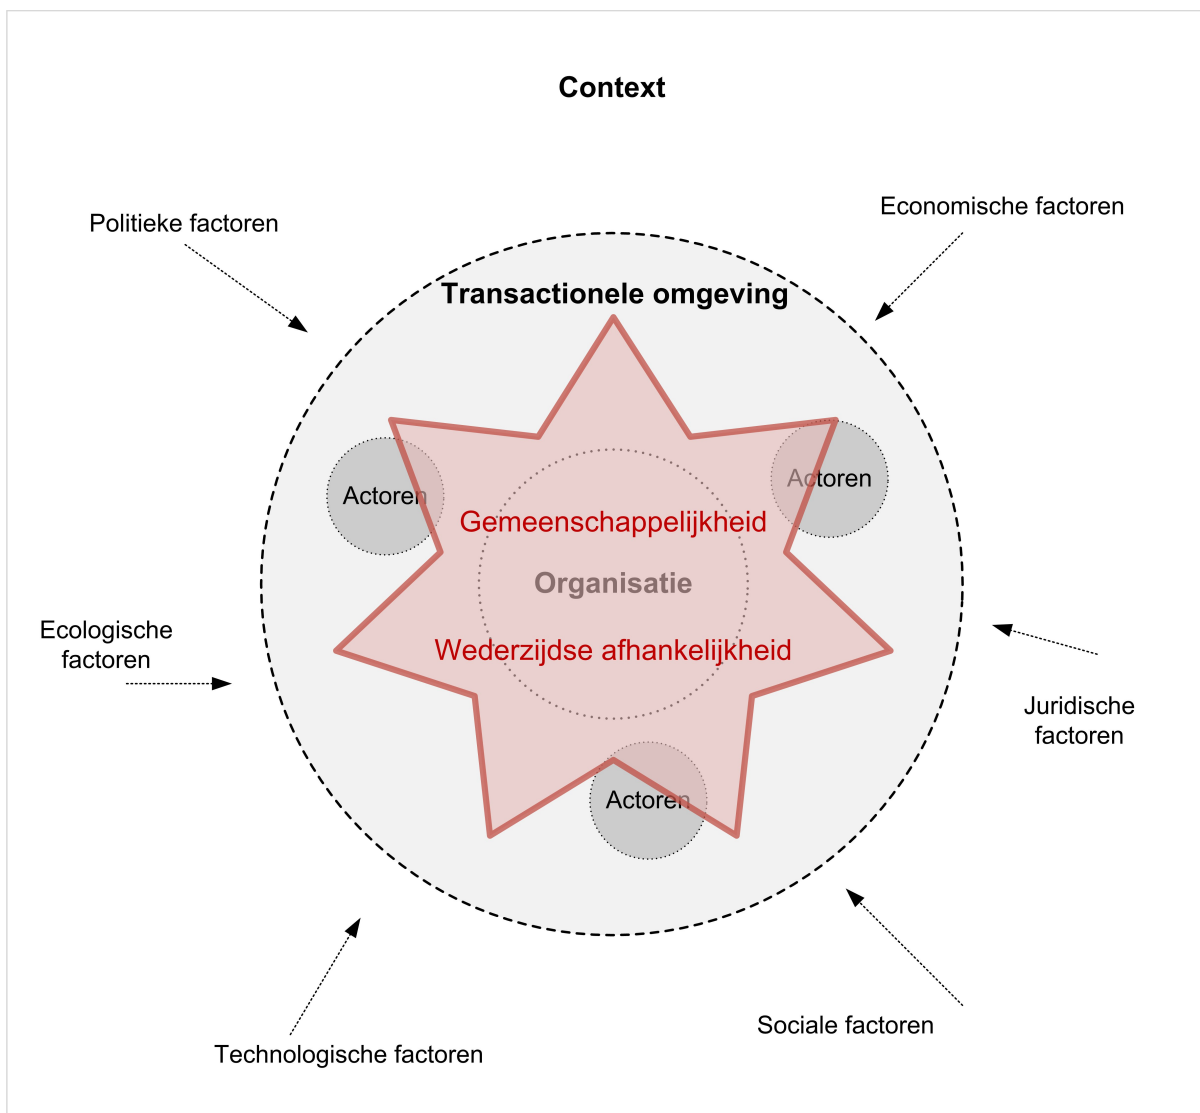 Context
Politieke factoren
Economische factoren
Transactionele omgeving
Actoren
Actoren
Gemeenschappelijkheid
Organisatie
Wederzijdse afhankelijkheid
Ecologische
factoren
Juridische
factoren
Actoren
Sociale factoren
Technologische factoren